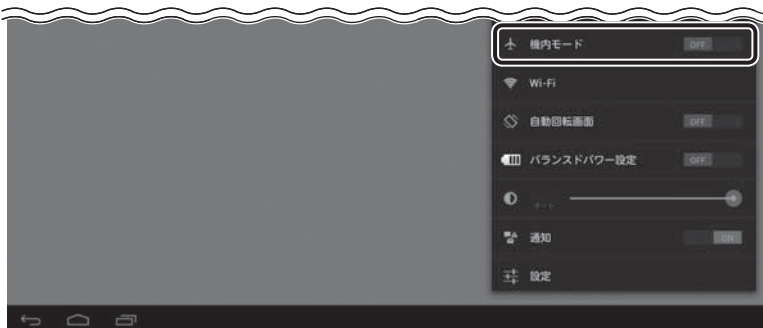 機内モード OFF
Wi-Fi
自動回転画面 OFF
バランスドパワー設定 OFF
通知 ON
設定